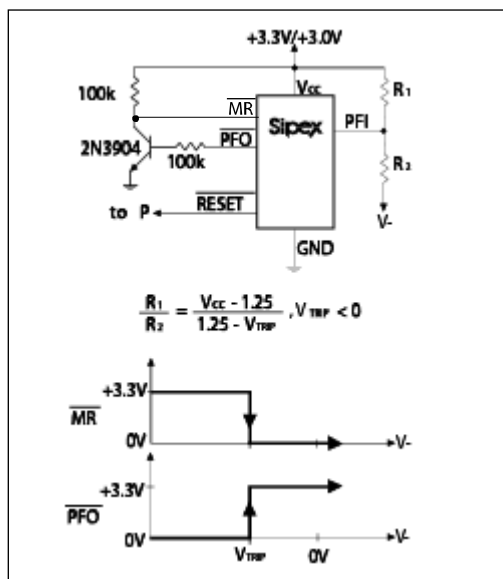 +3.3V/+3.0V
100k
VCC
R1
MR
Sipex
PFI
PFO
2N3904
100k
R2
RESET
to P
V-
GND
R1 / R2 = VCC - 1.25 / 1.25 - VTRIP , VTRIP < 0
+3.3V
MR
0V
V-
+3.3V
PFO
0V
V-
VTRIP
0V